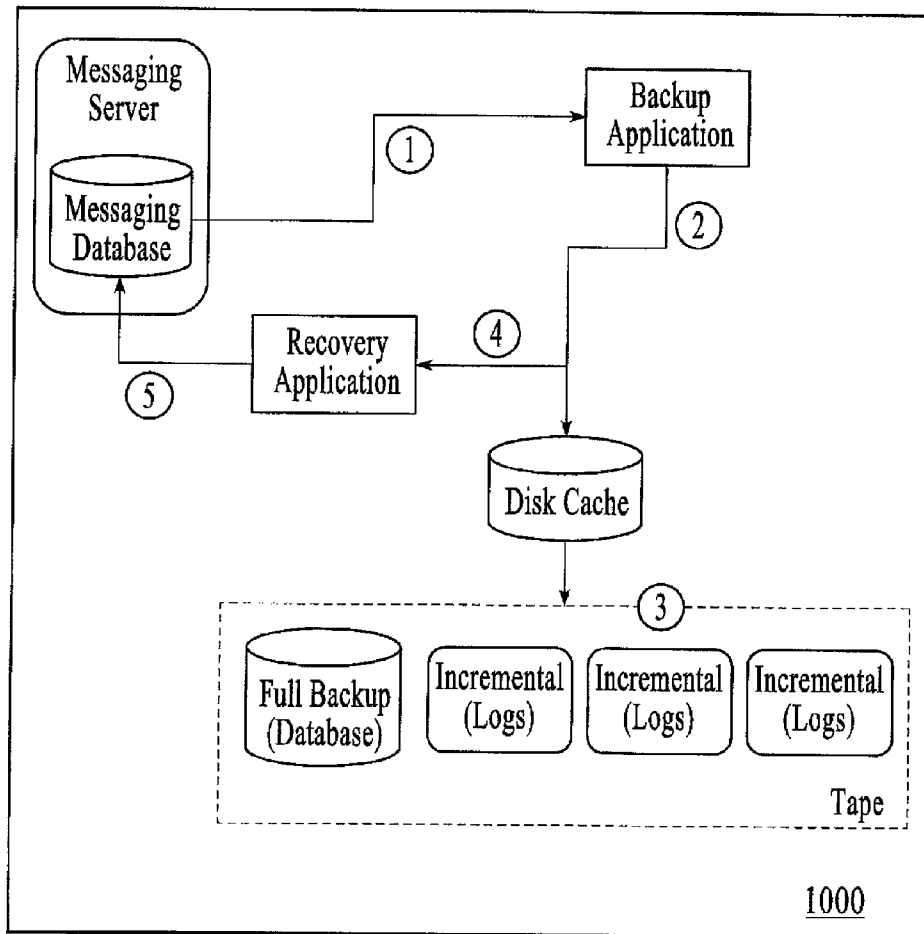 Messaging
Server
Messaging
Database
1
Backup
Application
2
4
Recovery
Application
5
Disk Cache
3
Full Backup
(Database)
Incremental
(Logs)
Incremental
(Logs)
Incremental
(Logs)
Tape
1000